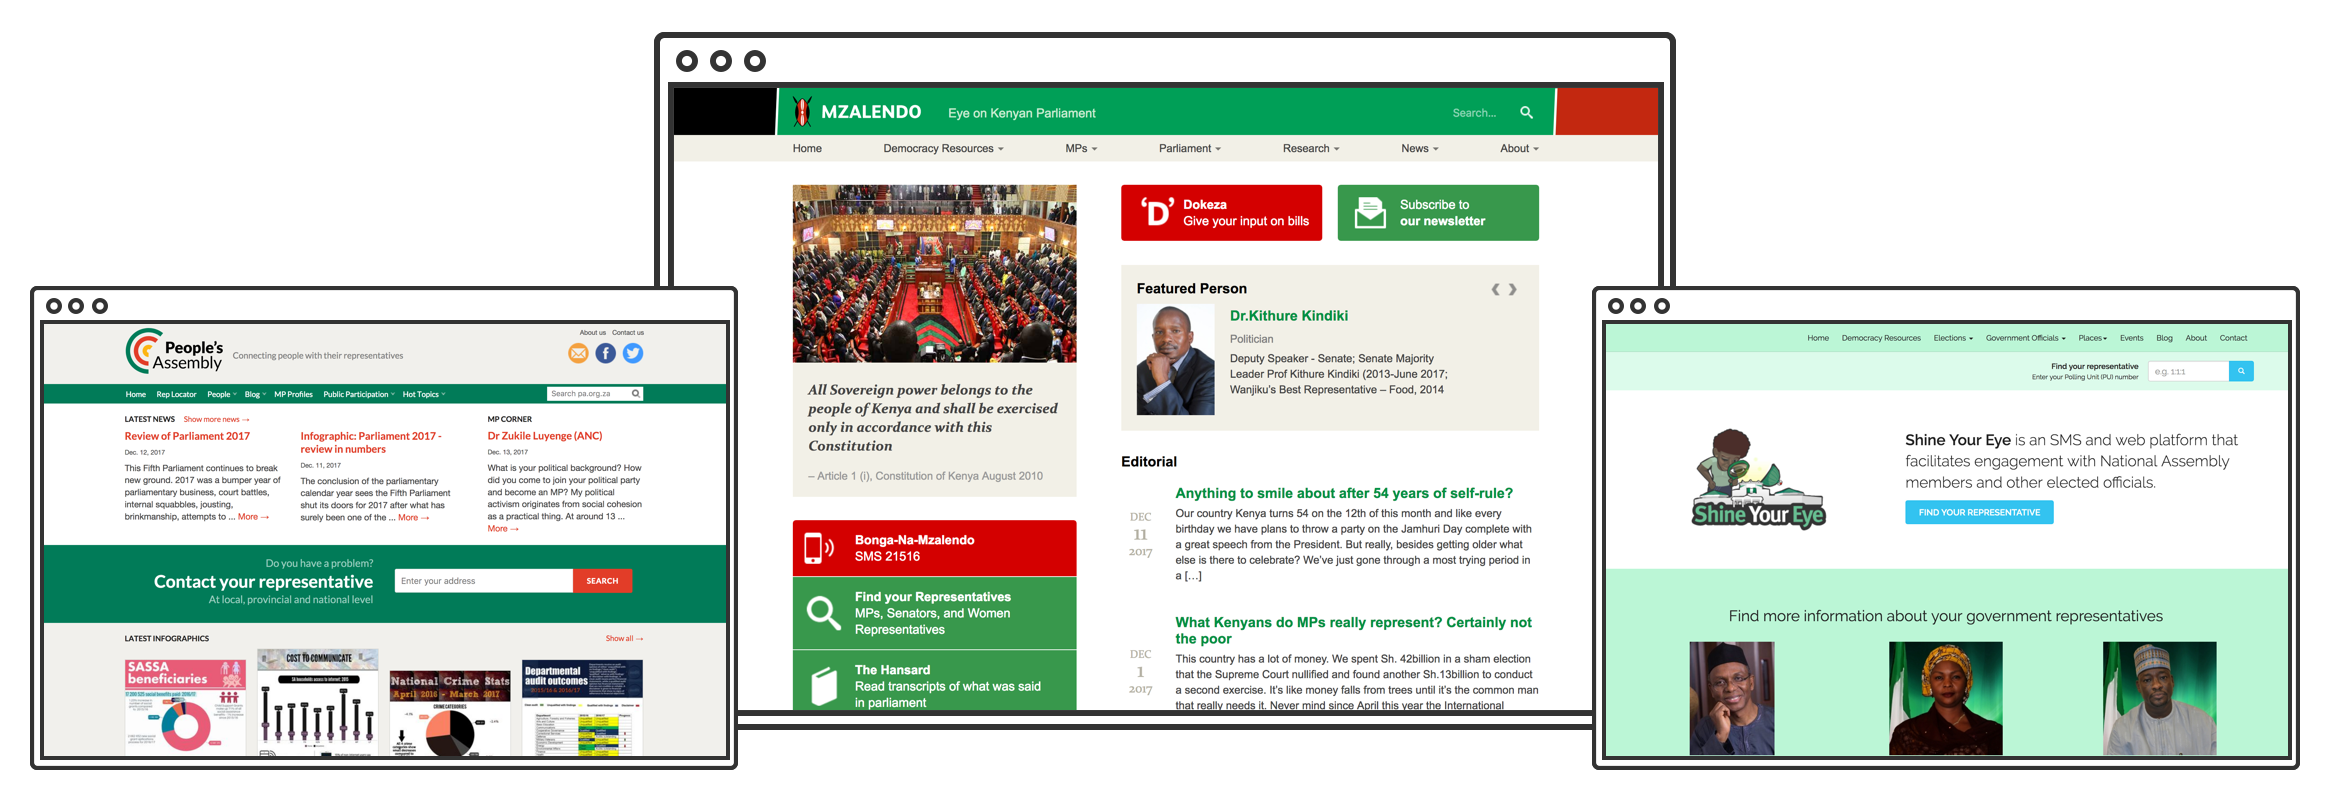 People's
Assembly
Connecting people with their representatives
About us Contact us
Home Rep Locator People Blog MP Profiles Public Participation Hot Topics
Search pa.org.za
LATEST NEWS Show more news →
Review of Parliament 2017
Dec. 12, 2017
This Fifth Parliament continues to break
new ground. 2017 was a bumper year of
parliamentary business, court battles,
internal squabbles, jousting,
brinkmanship, attempts to ... More →
Infographic: Parliament 2017 -
review in numbers
Dec. 11, 2017
The conclusion of the parliamentary
calendar year sees the Fifth Parliament
shut its doors for 2017 after what has
surely been one of the ... More →
MP CORNER
Dr Zukile Luyenge (ANC)
Dec. 13, 2017
What is your political background? How
did you come to join your political party
and become an MP? My political
activism originates from social cohesion
as a practical thing. At around 13 ...
More →
Do you have a problem?
Contact your representative
At local, provincial and national level
Enter your address
SEARCH
LATEST INFOGRAPHICS
Show all →
SASSA
beneficiaries
COST TO COMMUNICATE
National Crime Stats
April 2016 - March 2017
CRIME CATEGORIES
Departmental
audit outcomes
2015/16 & 2016/17
MZALENDO
Eye on Kenyan Parliament
Search...
Home Democracy Resources MPs Parliament Research News About
All Sovereign power belongs to the
people of Kenya and shall be exercised
only in accordance with this
Constitution
– Article 1 (i), Constitution of Kenya August 2010
Bonga-Na-Mzalendo
SMS 21516
Find your Representatives
MPs, Senators, and Women
Representatives
The Hansard
Read transcripts of what was said
in parliament
'D'
Dokeza
Give your input on bills
Subscribe to
our newsletter
Featured Person
Dr.Kithure Kindiki
Politician
Deputy Speaker - Senate; Senate Majority
Leader Prof Kithure Kindiki (2013-June 2017;
Wanjiku's Best Representative – Food, 2014
Editorial
DEC
11
2017
Anything to smile about after 54 years of self-rule?
Our country Kenya turns 54 on the 12th of this month and like every
birthday we have plans to throw a party on the Jamhuri Day complete with
a great speech from the President. But really, besides getting older what
else is there to celebrate? We've just gone through a most trying period in
a […]
DEC
1
2017
What Kenyans do MPs really represent? Certainly not
the poor
This country has a lot of money. We spent Sh. 42billion in a sham election
that the Supreme Court nullified and found another Sh.13billion to conduct
a second exercise. It's like money falls from trees until it's the common man
that really needs it. Never mind since April this year the International
Home Democracy Resources Elections Government Officials Places Events Blog About Contact
Find your representative
Enter your Polling Unit (PU) number
e.g. 1:1:1
Shine Your Eye
Shine Your Eye is an SMS and web platform that
facilitates engagement with National Assembly
members and other elected officials.
FIND YOUR REPRESENTATIVE
Find more information about your government representatives